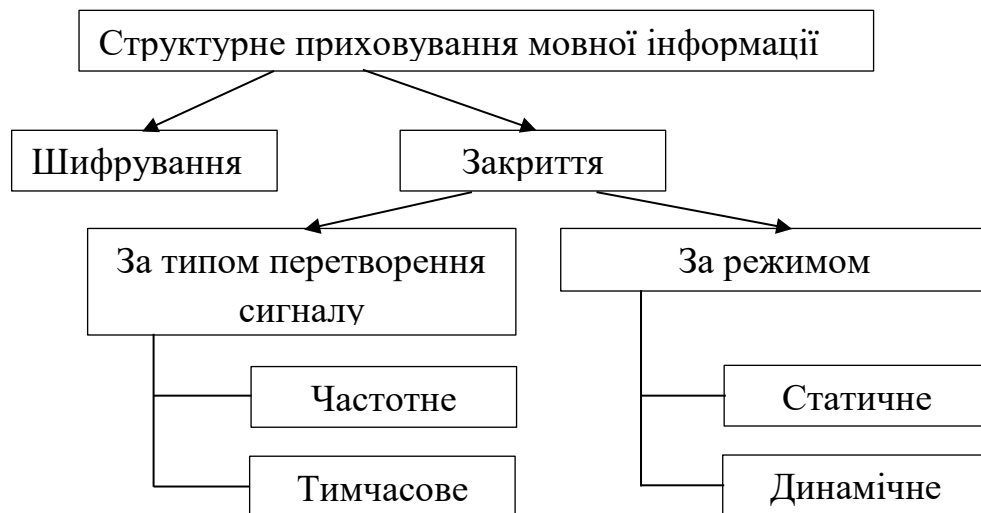 Структурне приховування мовної інформації
Шифрування
Закриття
За типом перетворення
сигналу
За режимом
Частотне
Статичне
Тимчасове
Динамічне